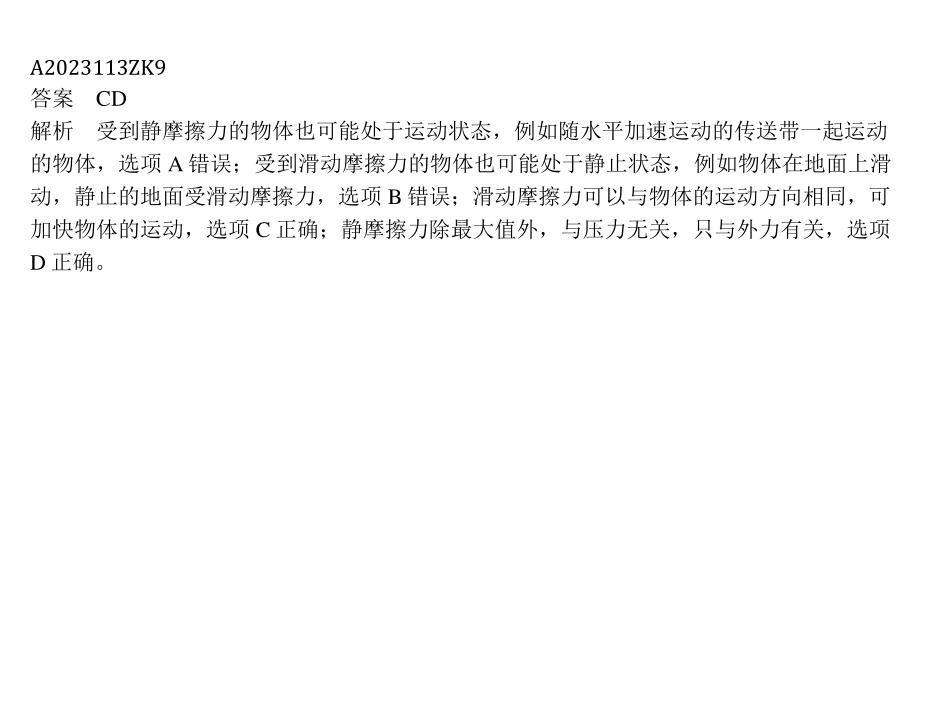 A2023113ZK9
答案　CD
解析　受到静摩擦力的物体也可能处于运动状态，例如随水平加速运动的传送带一起运动
的物体，选项 A 错误；受到滑动摩擦力的物体也可能处于静止状态，例如物体在地面上滑
动，静止的地面受滑动摩擦力，选项 B 错误；滑动摩擦力可以与物体的运动方向相同，可
加快物体的运动，选项 C 正确；静摩擦力除最大值外，与压力无关，只与外力有关，选项
D 正确。